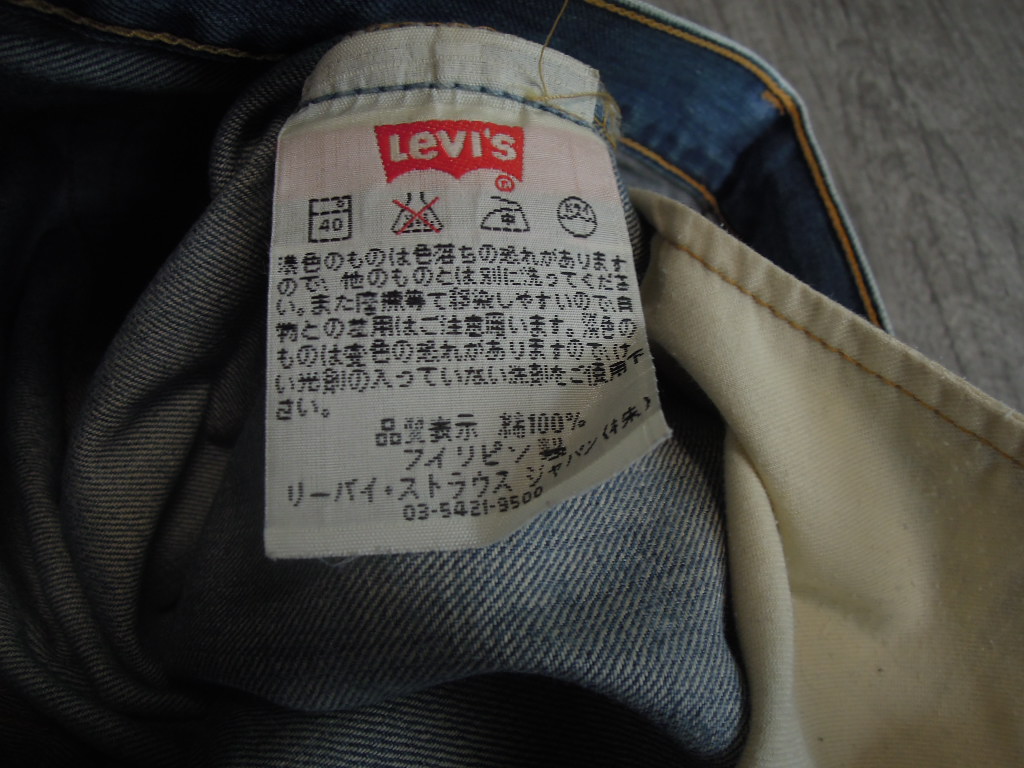 LEVI'S
®
40
濃色のものは色落ちの恐れがあります
ので、他のものとは別に洗ってくださ
い。また摩擦等で移染しやすいので、白
物との着用はご注意願います。淡色の
ものは変色の恐れがありますのでけ
い光剤の入っていない洗剤をご使用下
さい。
品質表示 綿100%
フィリピン製
リーバイ・ストラウス ジャパン(株)
03-5421-9500